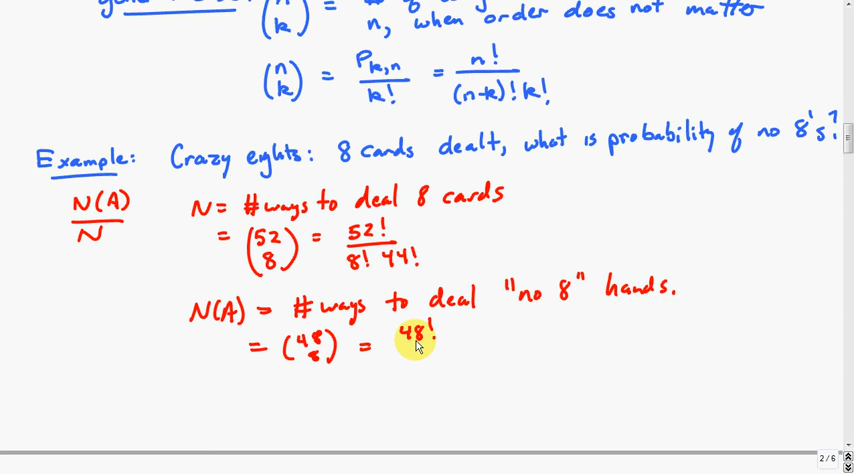 (n k) = #
n, when order does not matter
(n k) = P k,n / k! = n! / (n-k)! k!
Example: Crazy eights: 8 cards dealt, what is probability of no 8's?
N(A) / N
N = # ways to deal 8 cards
= (52 8) = 52! / 8! 44!
N(A) = # ways to deal "no 8" hands.
= (48 8) = 48!
2/6